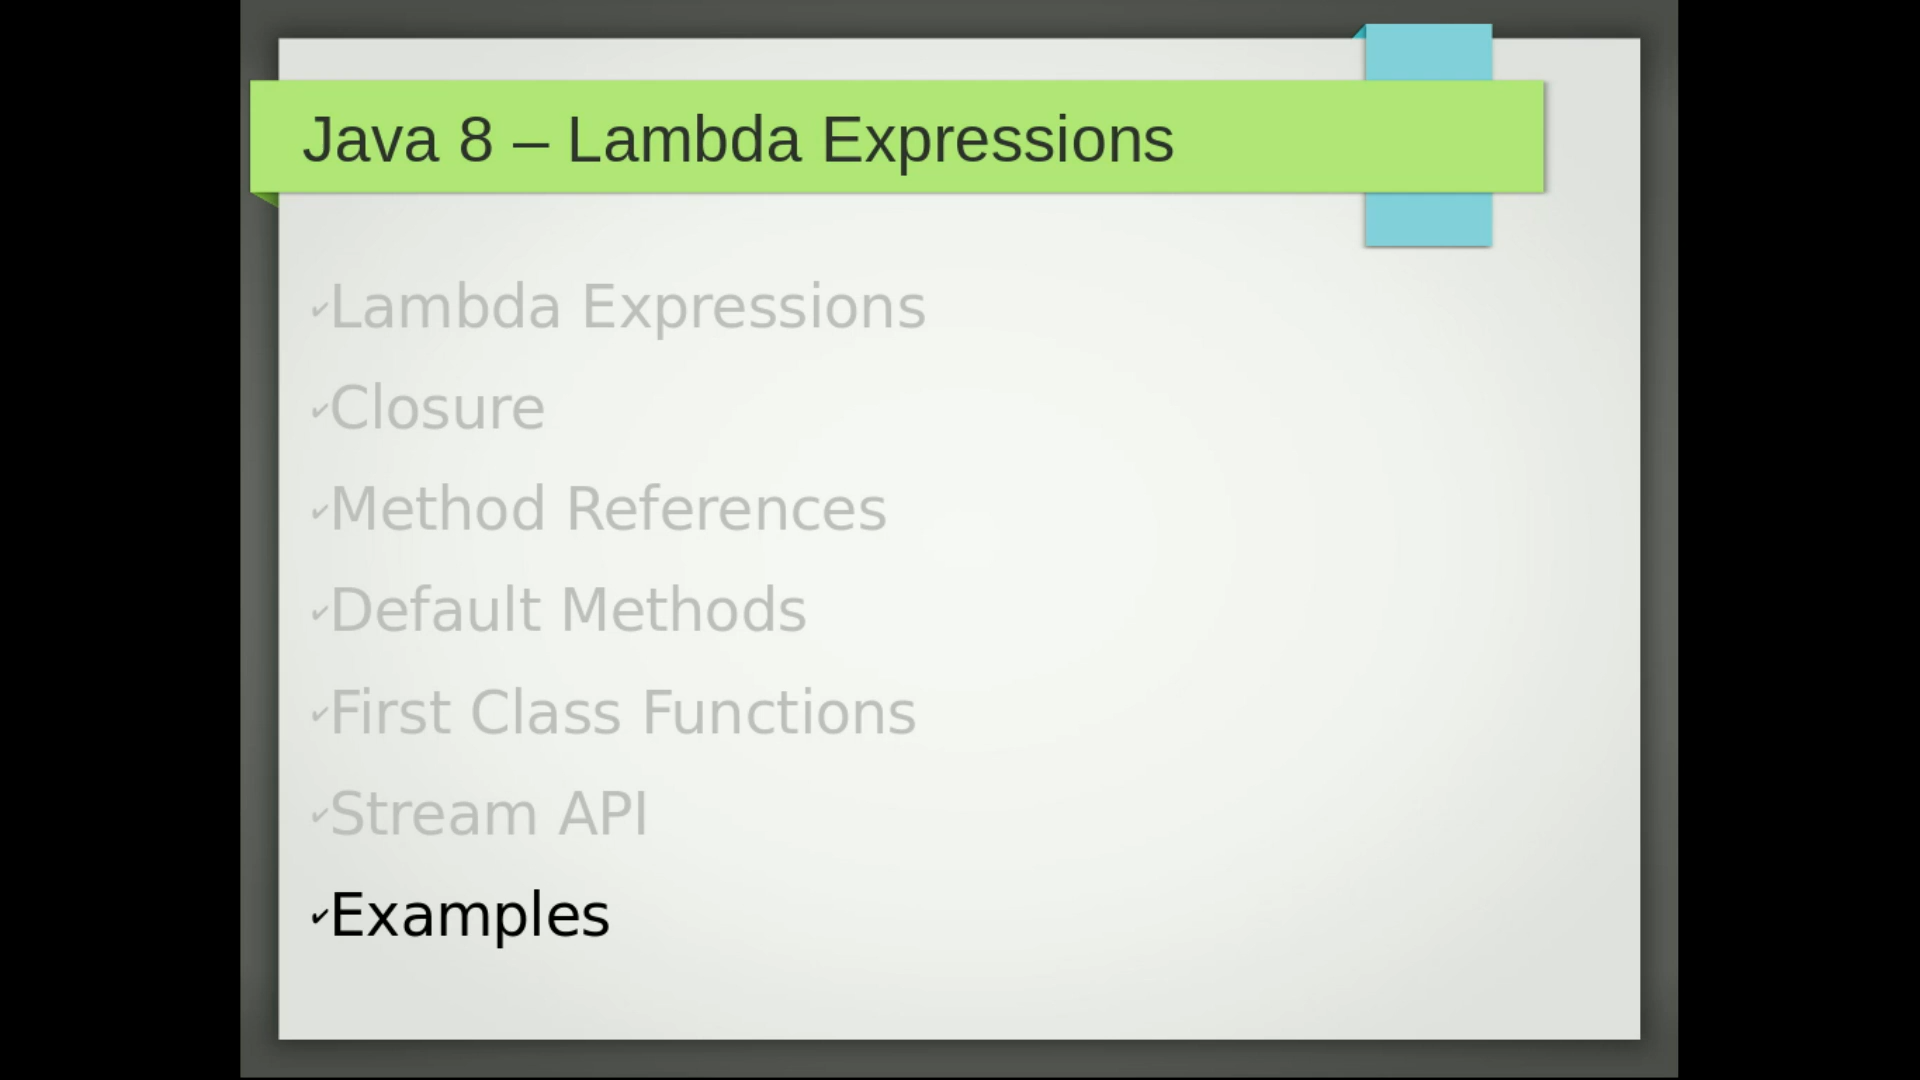 Java 8 – Lambda Expressions
✔Lambda Expressions
✔Closure
✔Method References
✔Default Methods
✔First Class Functions
✔Stream API
✔Examples